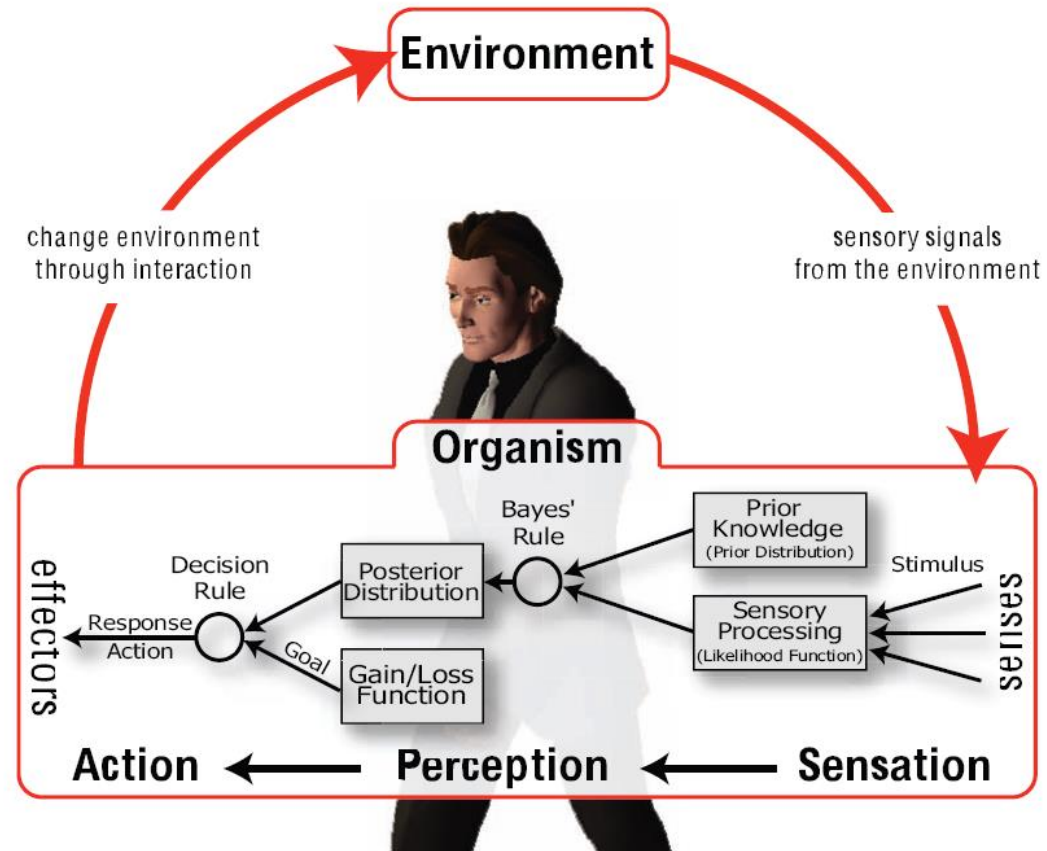 Environment
change environment
through interaction
sensory signals
from the environment
Organism
effectors
Response
Action
Decision
Rule
Goal
Posterior
Distribution
Gain/Loss
Function
Bayes'
Rule
Prior
Knowledge
(Prior Distribution)
Sensory
Processing
(Likelihood Function)
Stimulus
senses
Action
Perception
Sensation